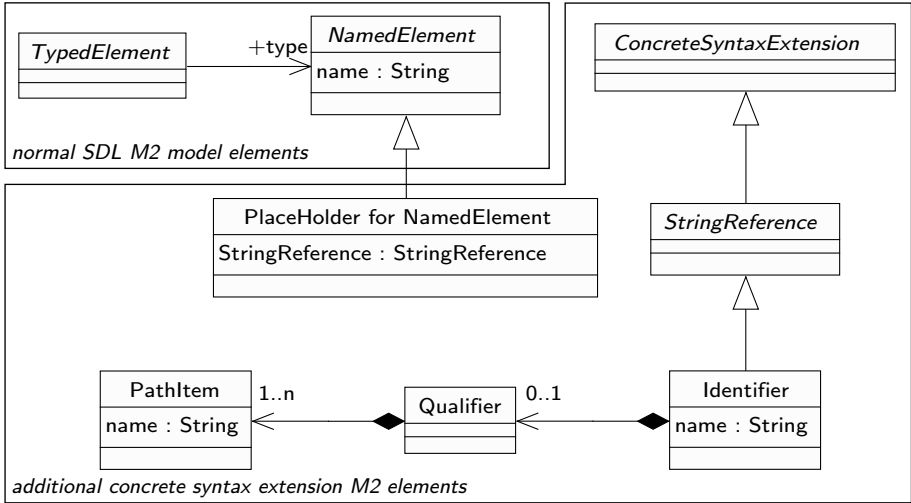 TypedElement
+type
NamedElement
name : String
normal SDL M2 model elements
ConcreteSyntaxExtension
PlaceHolder for NamedElement
StringReference : StringReference
StringReference
PathItem
name : String
1..n
Qualifier
0..1
Identifier
name : String
additional concrete syntax extension M2 elements